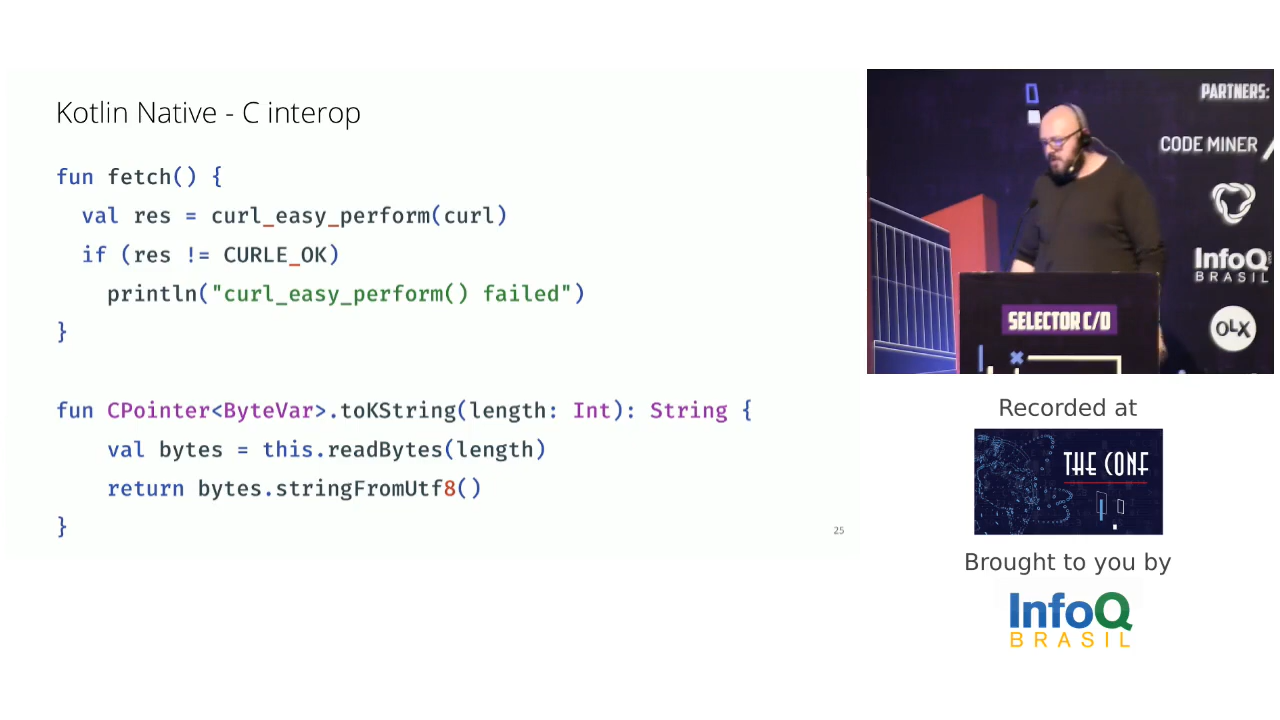 Kotlin Native - C interop
fun fetch() {
val res = curl_easy_perform(curl)
if (res != CURLE_OK)
println("curl_easy_perform() failed")
}
fun CPointer<ByteVar>.toKString(length: Int): String {
val bytes = this.readBytes(length)
return bytes.stringFromUtf8()
}
25
PARTNERS:
CODE MINER
InfoQ
BRASIL
OLX
SELECTOR C/D
Recorded at
THE CONF
Brought to you by
InfoQ
BRASIL